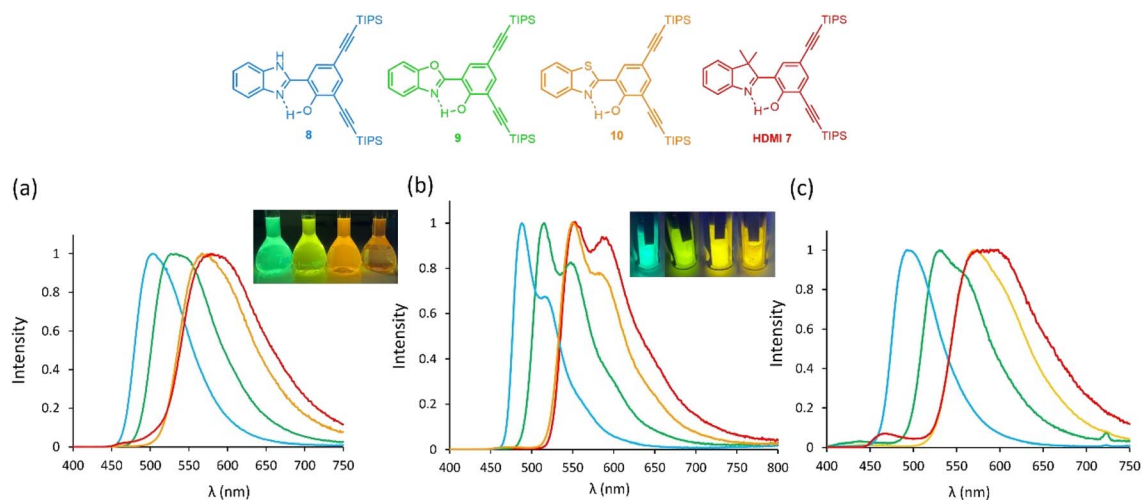 TIPS TIPS TIPS TIPS
H
N O S
N N N N
H O H O H O H O
TIPS TIPS TIPS TIPS
8 9 10 HDMI 7
(a) (b) (c)
Intensity
1
0.8
0.6
0.4
0.2
0
400 450 500 550 600 650 700 750
λ (nm)
Intensity
1
0.8
0.6
0.4
0.2
0
400 450 500 550 600 650 700 750 800
λ (nm)
Intensity
1
0.8
0.6
0.4
0.2
0
400 450 500 550 600 650 700 750
λ (nm)